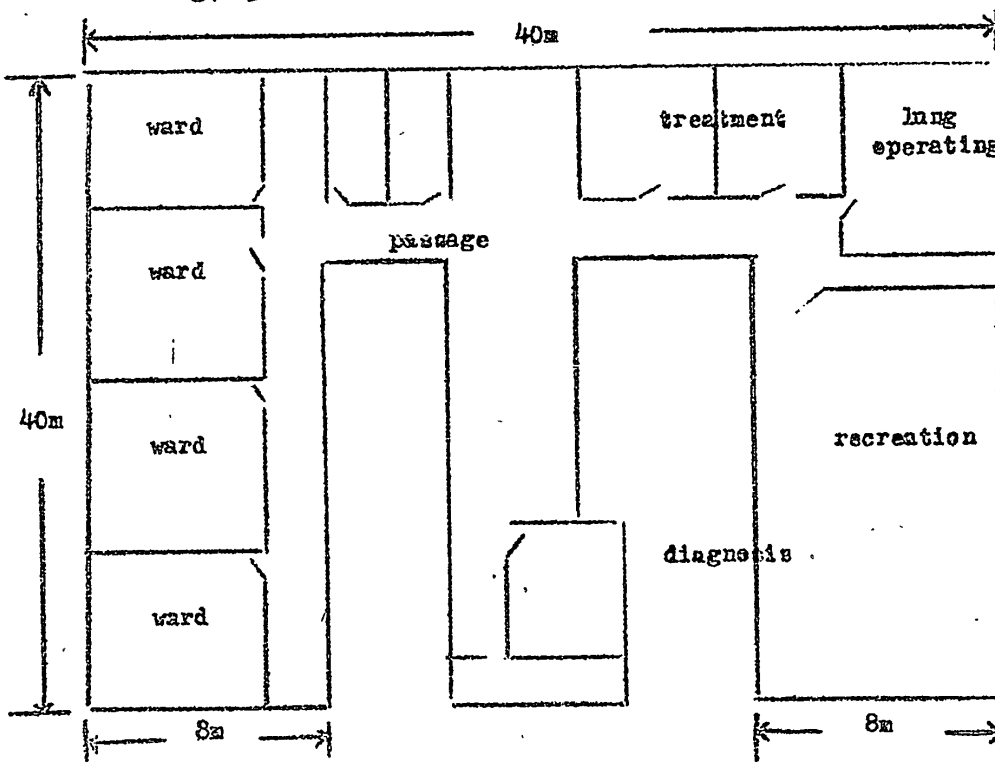 40m
ward
treatment
lung
operating
passage
ward
40m
ward
recreation
diagnosis
ward
8m
8m